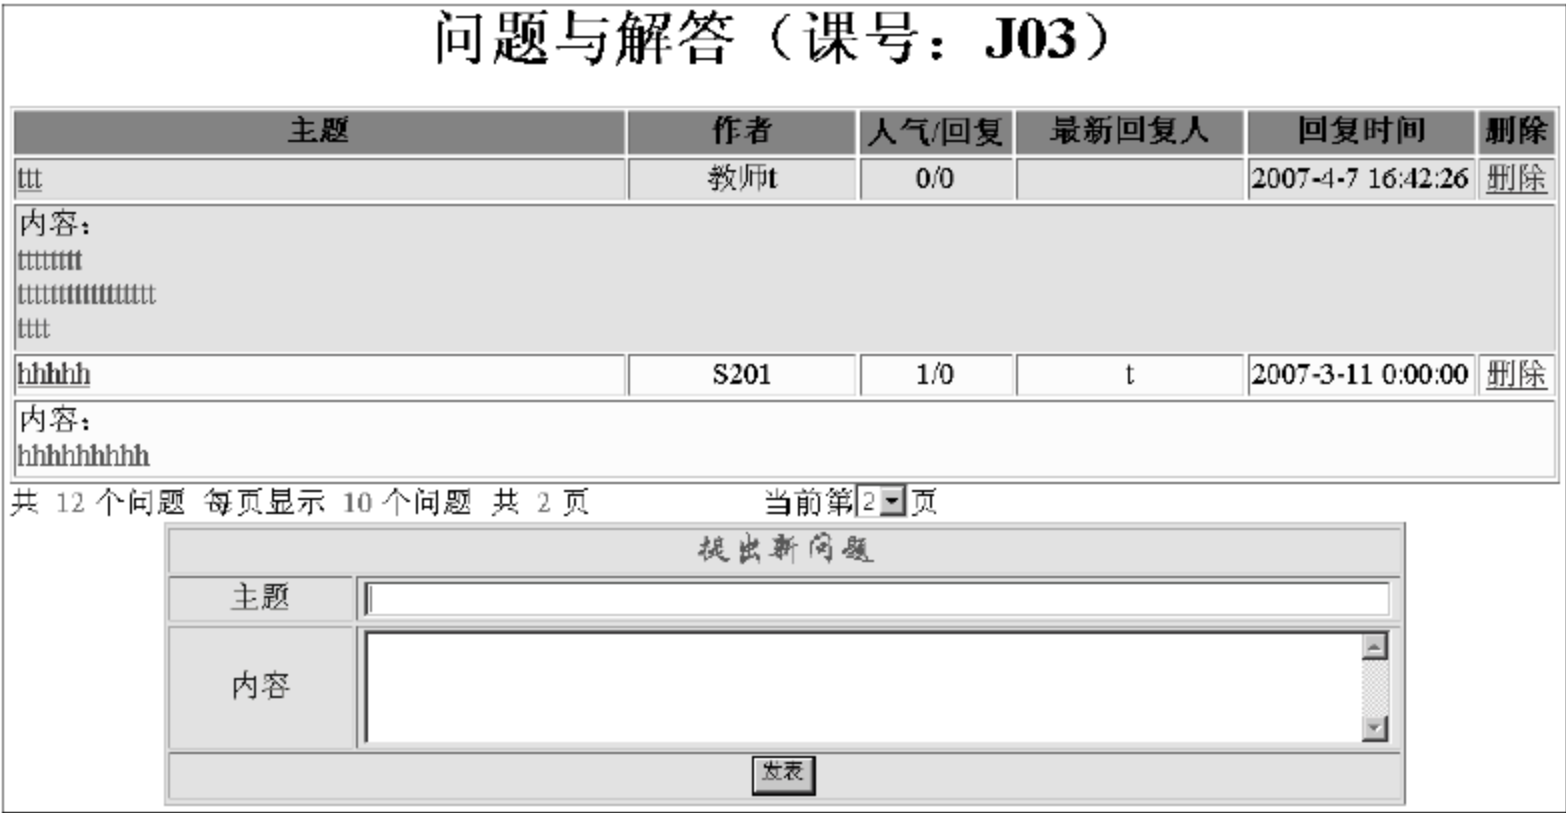 问题与解答（课号：J03）
主题 作者 人气/回复 最新回复人 回复时间 删除
ttt 教师t 0/0 2007-4-7 16:42:26 删除
内容：
ttttttttt
ttttttttttttttttttt
tttt
hhhhh S201 1/0 t 2007-3-11 0:00:00 删除
内容：
hhhhhhhhhh
共 12 个问题 每页显示 10 个问题 共 2 页 当前第2页
提出新问题
主题
内容
发表